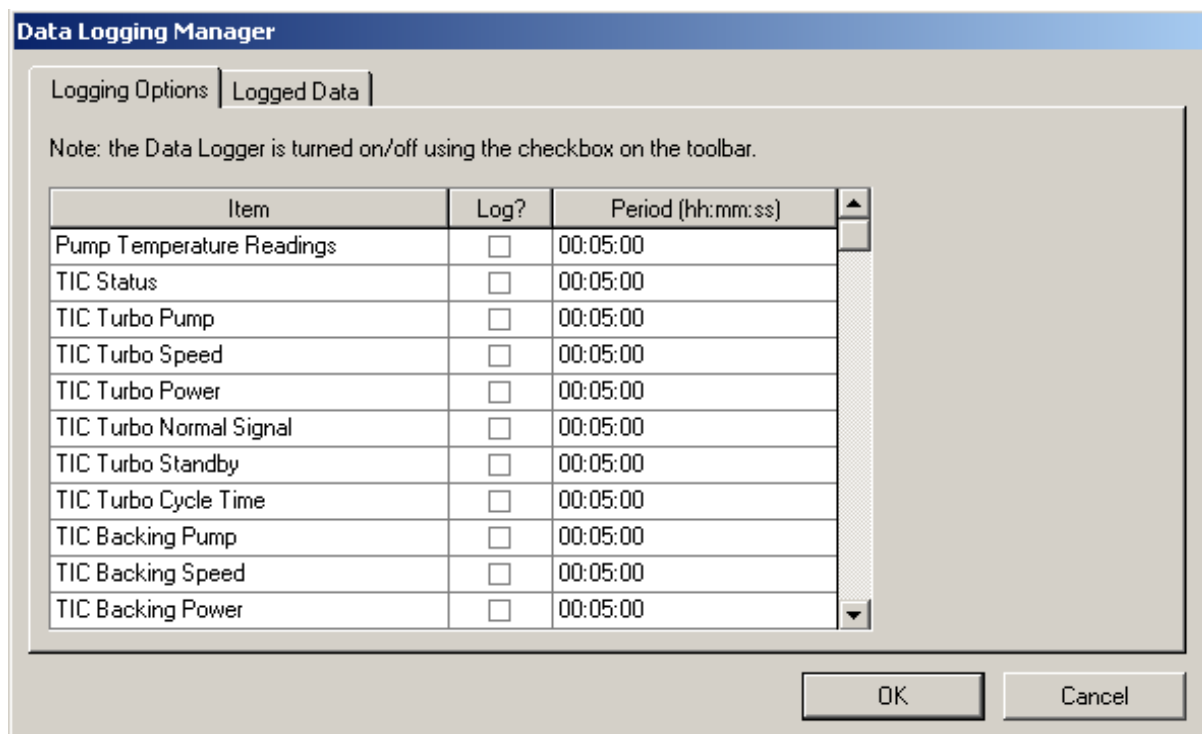 Data Logging Manager
Logging Options Logged Data
Note: the Data Logger is turned on/off using the checkbox on the toolbar.
Item Log? Period (hh:mm:ss)
Pump Temperature Readings 00:05:00
TIC Status 00:05:00
TIC Turbo Pump 00:05:00
TIC Turbo Speed 00:05:00
TIC Turbo Power 00:05:00
TIC Turbo Normal Signal 00:05:00
TIC Turbo Standby 00:05:00
TIC Turbo Cycle Time 00:05:00
TIC Backing Pump 00:05:00
TIC Backing Speed 00:05:00
TIC Backing Power 00:05:00
OK Cancel